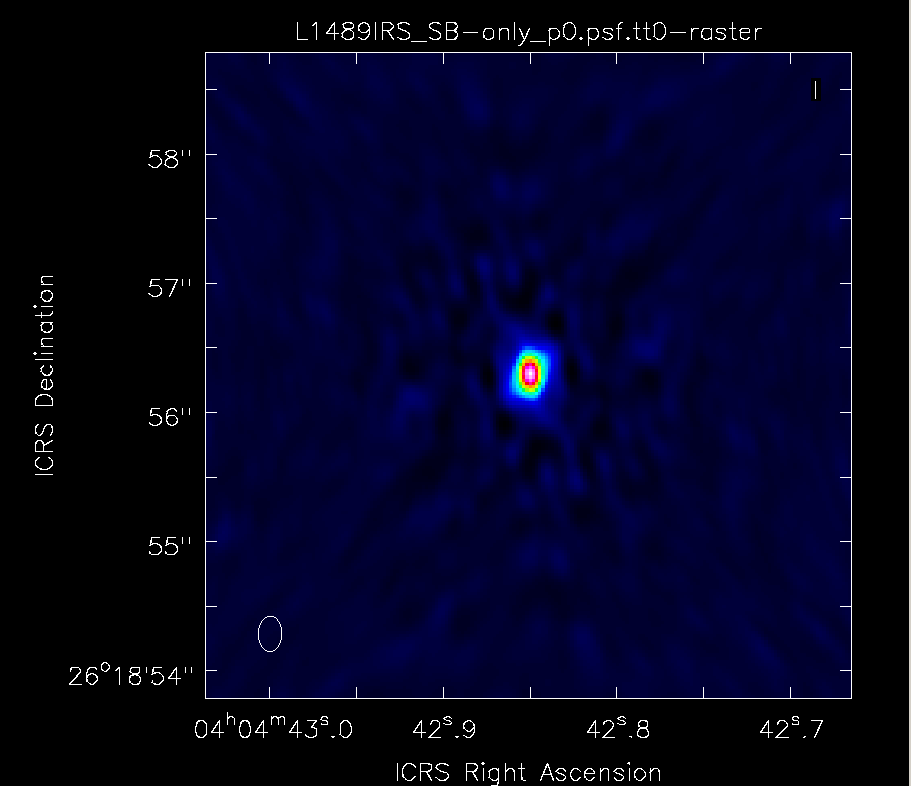 L1489IRS_SB-only_p0.psf.tt0-raster
I
58"
57"
ICRS Declination
56"
55"
26°18'54"
04ʰ04ᵐ43ˢ.0 42ˢ.9 42ˢ.8 42ˢ.7
ICRS Right Ascension